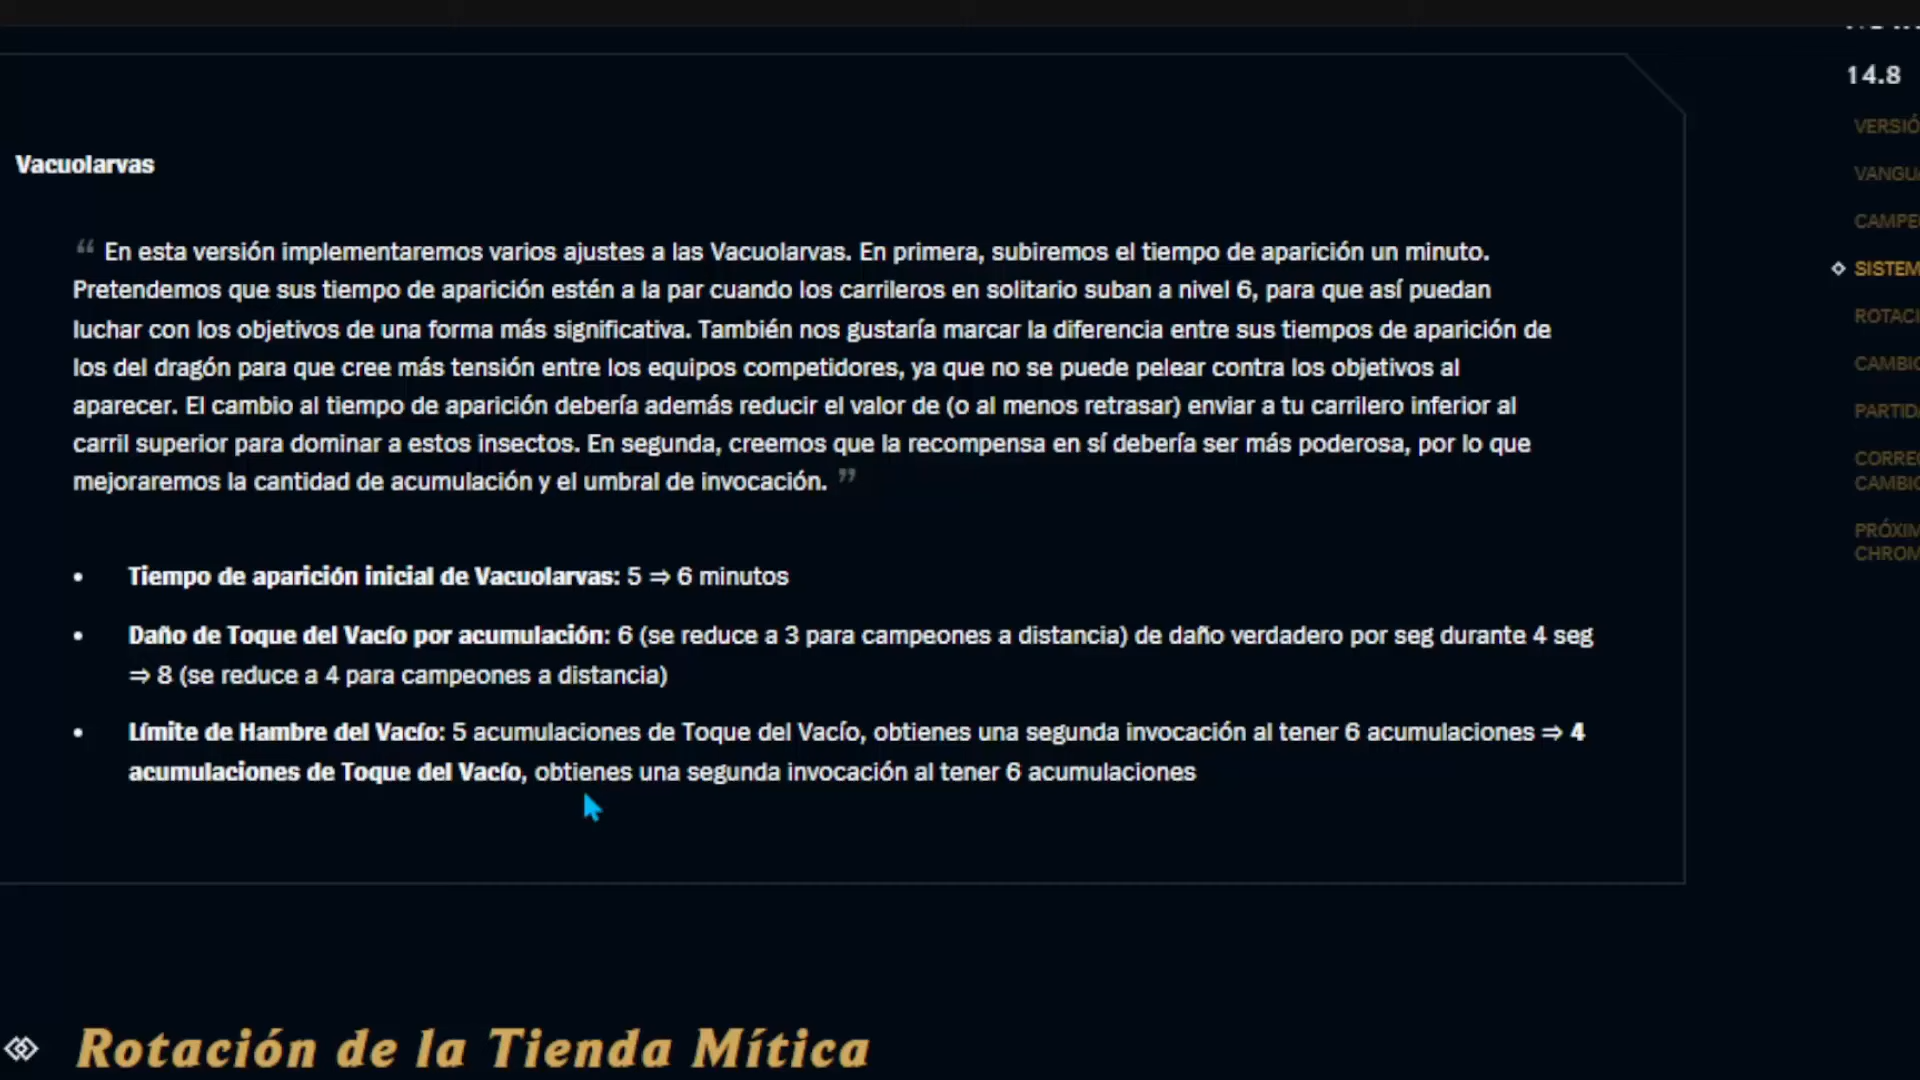 14.8
Vacuolarvas
“ En esta versión implementaremos varios ajustes a las Vacuolarvas. En primera, subiremos el tiempo de aparición un minuto.
Pretendemos que sus tiempo de aparición estén a la par cuando los carrileros en solitario suban a nivel 6, para que así puedan
luchar con los objetivos de una forma más significativa. También nos gustaría marcar la diferencia entre sus tiempos de aparición de
los del dragón para que cree más tensión entre los equipos competidores, ya que no se puede pelear contra los objetivos al
aparecer. El cambio al tiempo de aparición debería además reducir el valor de (o al menos retrasar) enviar a tu carrilero inferior al
carril superior para dominar a estos insectos. En segunda, creemos que la recompensa en sí debería ser más poderosa, por lo que
mejoraremos la cantidad de acumulación y el umbral de invocación. ”
• Tiempo de aparición inicial de Vacuolarvas: 5 ⇒ 6 minutos
• Daño de Toque del Vacío por acumulación: 6 (se reduce a 3 para campeones a distancia) de daño verdadero por seg durante 4 seg
⇒ 8 (se reduce a 4 para campeones a distancia)
• Límite de Hambre del Vacío: 5 acumulaciones de Toque del Vacío, obtienes una segunda invocación al tener 6 acumulaciones ⇒ 4
acumulaciones de Toque del Vacío, obtienes una segunda invocación al tener 6 acumulaciones
Rotación de la Tienda Mítica
VERSIÓ
VANGUA
CAMPE
SISTEM
ROTACI
CAMBIO
PARTID
CORREC
CAMBIO
PRÓXIM
CHROM